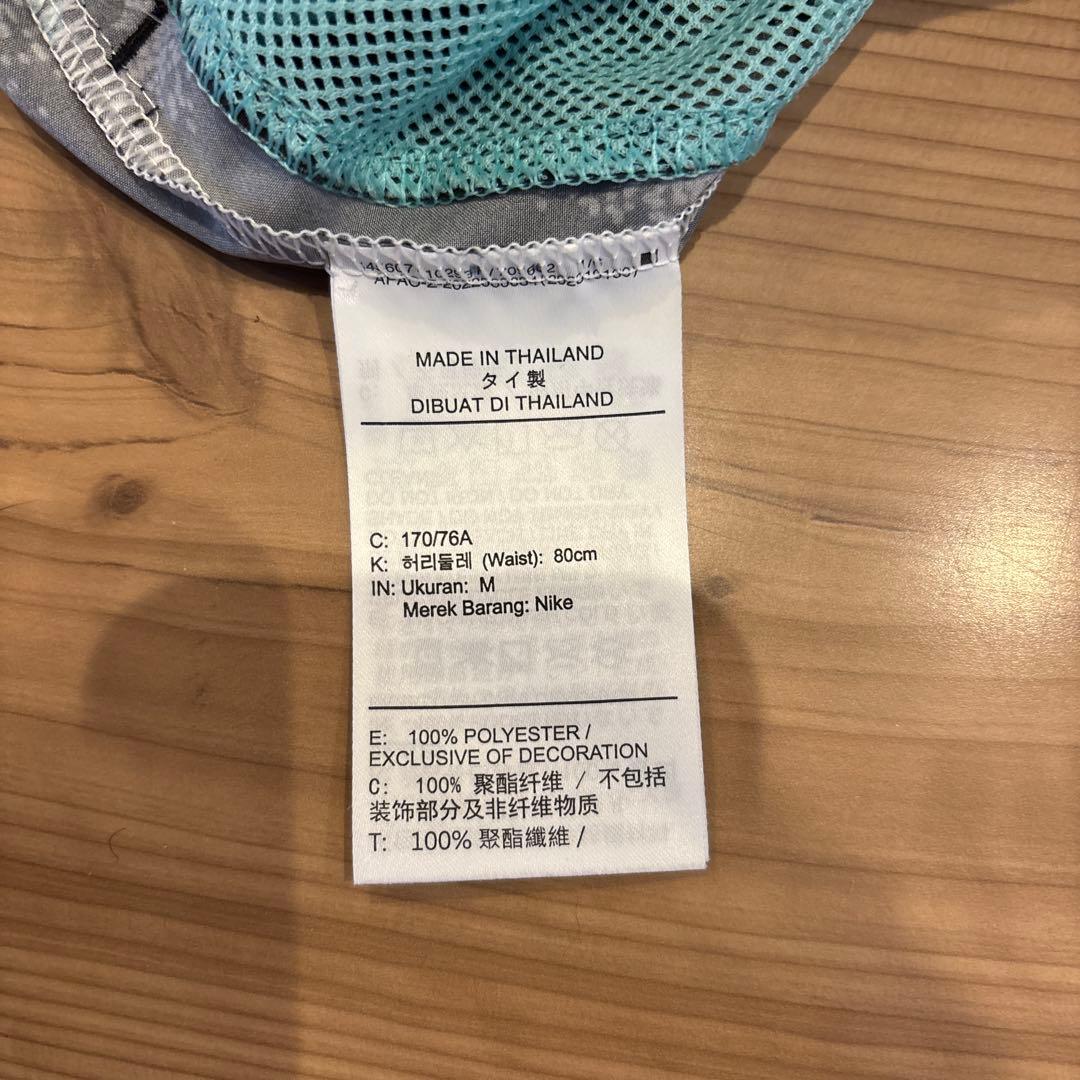 MADE IN THAILAND
タイ製
DIBUAT DI THAILAND
C: 170/76A
K: 허리둘레 (Waist): 80cm
IN: Ukuran: M
Merek Barang: Nike
E: 100% POLYESTER /
EXCLUSIVE OF DECORATION
C: 100% 聚酯纤维 / 不包括
装饰部分及非纤维物质
T: 100% 聚酯纖維 /